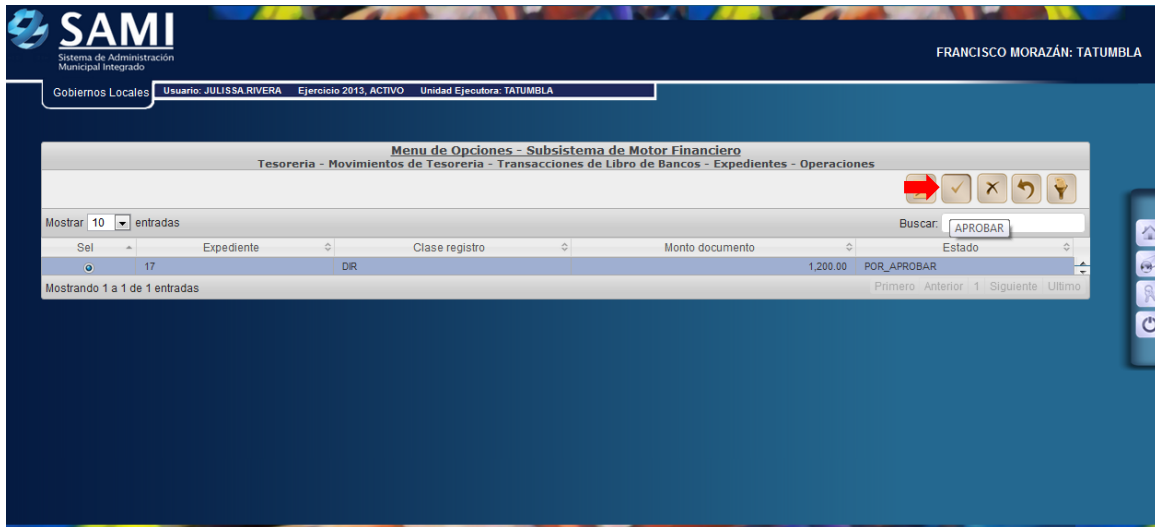 SAMI
Sistema de Administración
Municipal Integrado
FRANCISCO MORAZÁN: TATUMBLA
Gobiernos Locales
Usuario: JULISSA.RIVERA Ejercicio 2013, ACTIVO Unidad Ejecutora: TATUMBLA
Menu de Opciones - Subsistema de Motor Financiero
Tesoreria - Movimientos de Tesoreria - Transacciones de Libro de Bancos - Expedientes - Operaciones
Mostrar 10 entradas
Buscar:
APROBAR
Sel Expediente Clase registro Monto documento Estado
17 DIR 1,200.00 POR_APROBAR
Mostrando 1 a 1 de 1 entradas
Primero Anterior 1 Siguiente Ultimo